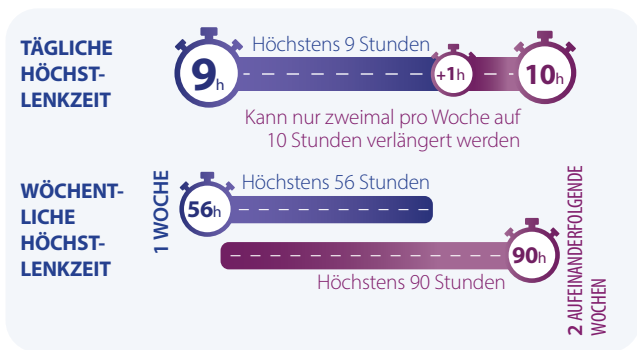 TÄGLICHE
HÖCHST-
LENKZEIT
Höchstens 9 Stunden
9h
+1h
10h
Kann nur zweimal pro Woche auf
10 Stunden verlängert werden
WÖCHENT-
LICHE
HÖCHST-
LENKZEIT
1 WOCHE
Höchstens 56 Stunden
56h
90h
Höchstens 90 Stunden
2 AUFEINANDERFOLGENDE
WOCHEN